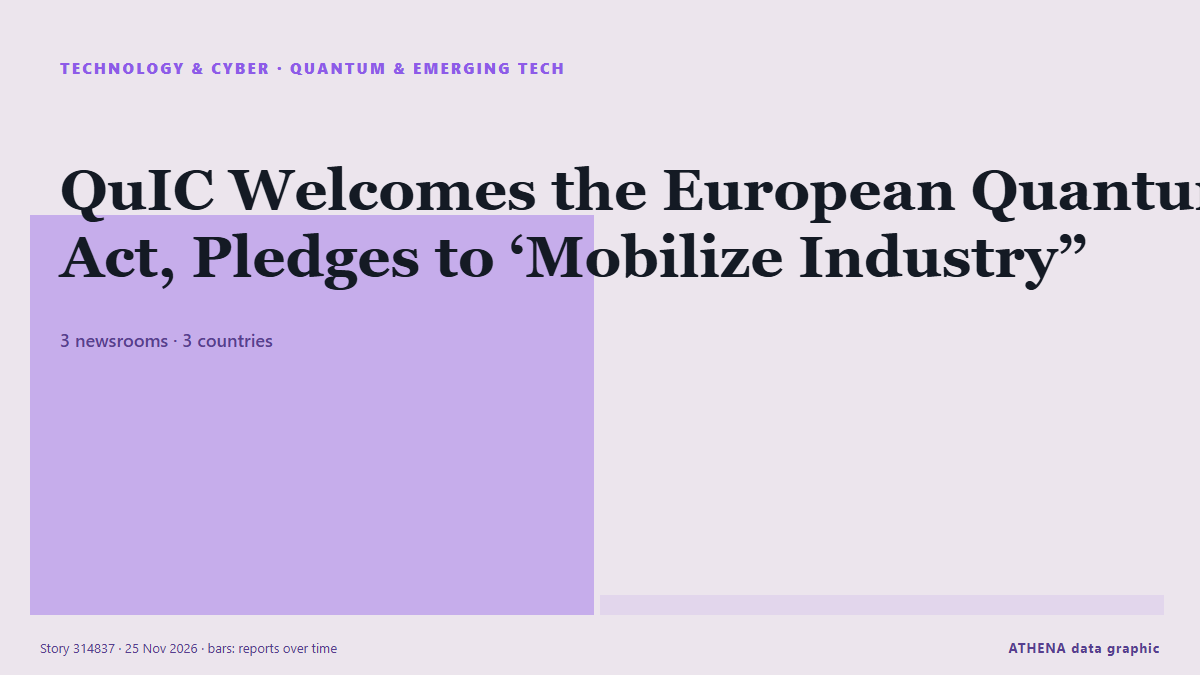 TECHNOLOGY & CYBER · QUANTUM & EMERGING TECH
QuIC Welcomes the European
Act, Pledges to ‘Mobilize Industry”
3 newsrooms · 3 countries
Story 314837 · 25 Nov 2026 · bars: reports over time
ATHENA data graphic